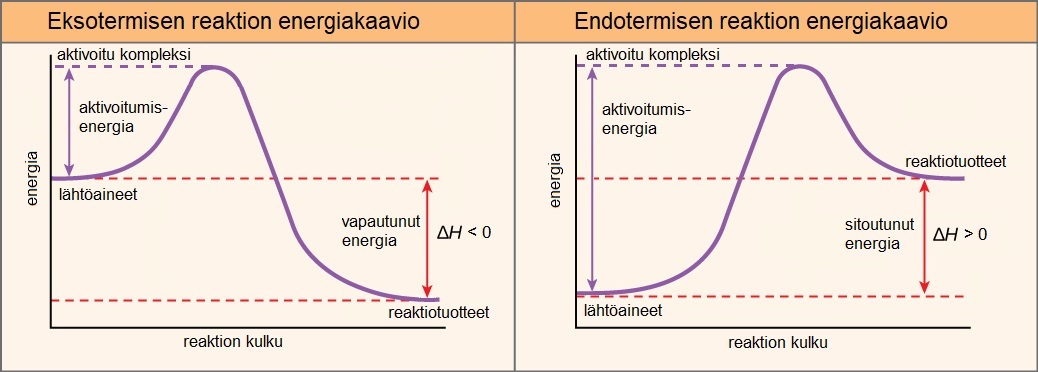 Eksotermisen reaktion energiakaavio
aktivoitu kompleksi
aktivoitumis-
energia
energia
lähtöaineet
vapautunut
energia
ΔH < 0
reaktiotuotteet
reaktion kulku
Endotermisen reaktion energiakaavio
aktivoitu kompleksi
aktivoitumis-
energia
energia
reaktiotuotteet
sitoutunut
energia
ΔH > 0
lähtöaineet
reaktion kulku